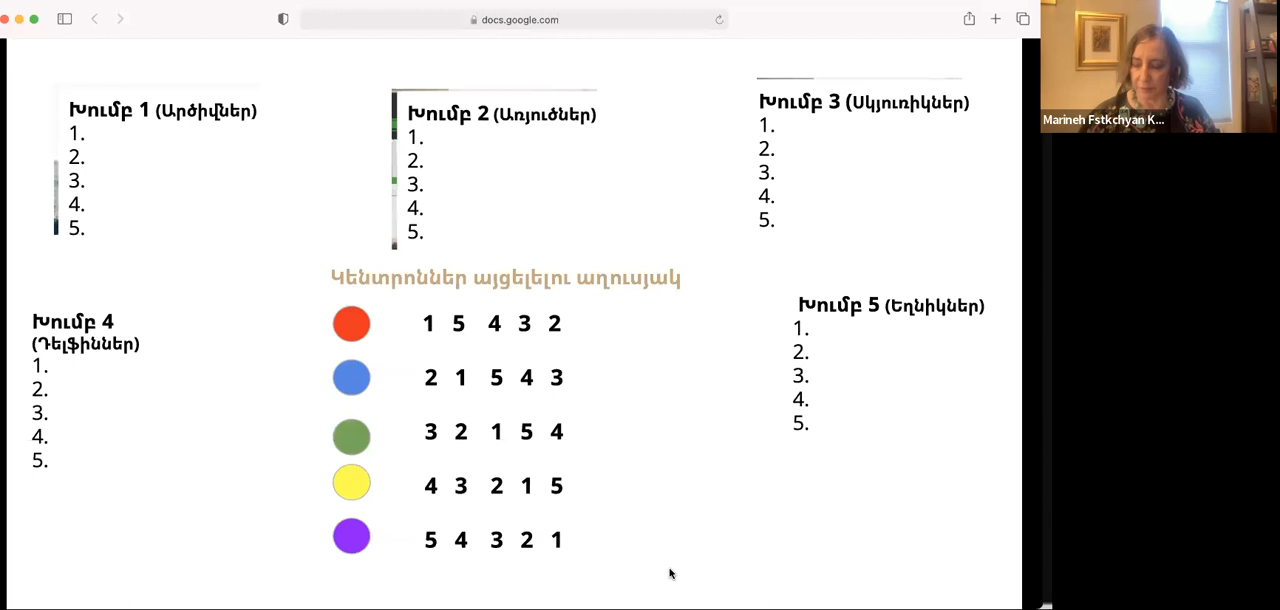 docs.google.com
Marineh Fstkchyan K...
Խումբ 1 (Արծիվներ)
1.
2.
3.
4.
5.
Խումբ 2 (Առյուծներ)
1.
2.
3.
4.
5.
Խումբ 3 (Սկյուռիկներ)
1.
2.
3.
4.
5.
Խումբ 4
(Դելֆիններ)
1.
2.
3.
4.
5.
Կենտրոններ այցելելու աղուսյակ
1 5 4 3 2
2 1 5 4 3
3 2 1 5 4
4 3 2 1 5
5 4 3 2 1
Խումբ 5 (Եղնիկներ)
1.
2.
3.
4.
5.